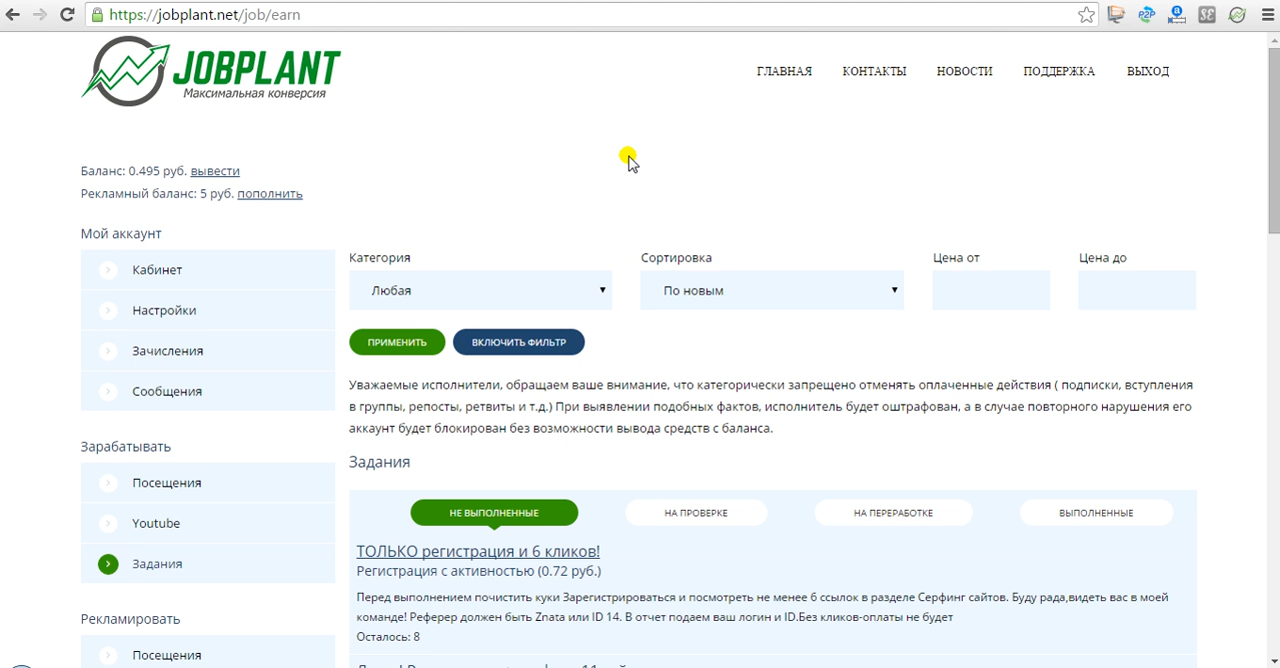 https://jobplant.net/job/earn
JOBPLANT
Максимальная конверсия
ГЛАВНАЯ КОНТАКТЫ НОВОСТИ ПОДДЕРЖКА ВЫХОД
Баланс: 0.495 руб. вывести
Рекламный баланс: 5 руб. пополнить
Мой аккаунт
Кабинет
Настройки
Зачисления
Сообщения
Зарабатывать
Посещения
Youtube
Задания
Рекламировать
Посещения
Категория Сортировка Цена от Цена до
Любая По новым
ПРИМЕНИТЬ ВКЛЮЧИТЬ ФИЛЬТР
Уважаемые исполнители, обращаем ваше внимание, что категорически запрещено отменять оплаченные действия ( подписки, вступления
в группы, репосты, ретвиты и т.д.) При выявлении подобных фактов, исполнитель будет оштрафован, а в случае повторного нарушения его
аккаунт будет блокирован без возможности вывода средств с баланса.
Задания
НЕ ВЫПОЛНЕННЫЕ НА ПРОВЕРКЕ НА ПЕРЕРАБОТКЕ ВЫПОЛНЕННЫЕ
ТОЛЬКО регистрация и 6 кликов!
Регистрация с активностью (0.72 руб.)
Перед выполнением почистить куки Зарегистрироваться и посмотреть не менее 6 ссылок в разделе Серфинг сайтов. Буду рада,видеть вас в моей
команде! Реферер должен быть Znata или ID 14. В отчет подаем ваш логин и ID.Без кликов-оплаты не будет
Осталось: 8